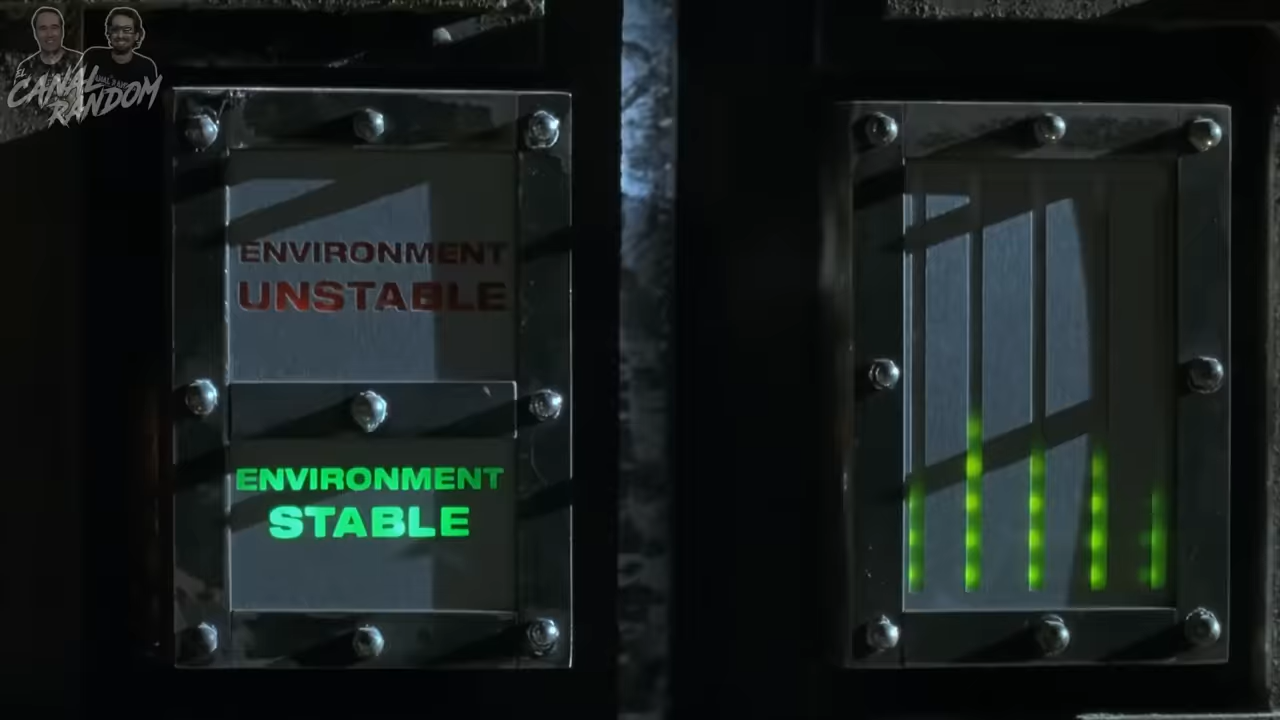 EL
CANAL
RANDOM
ENVIRONMENT
UNSTABLE
ENVIRONMENT
STABLE